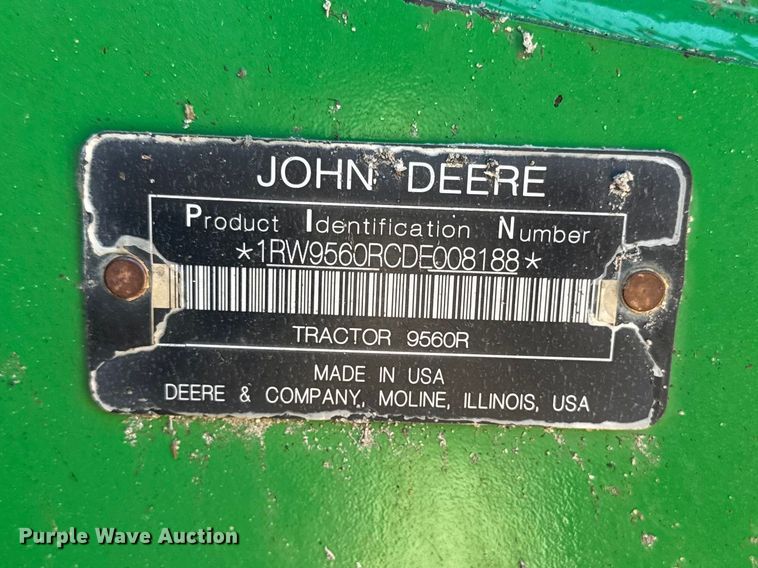 JOHN DEERE
Product Identification Number
*1RW9560RCDE008188*
TRACTOR 9560R
MADE IN USA
DEERE & COMPANY, MOLINE, ILLINOIS, USA
Purple Wave Auction